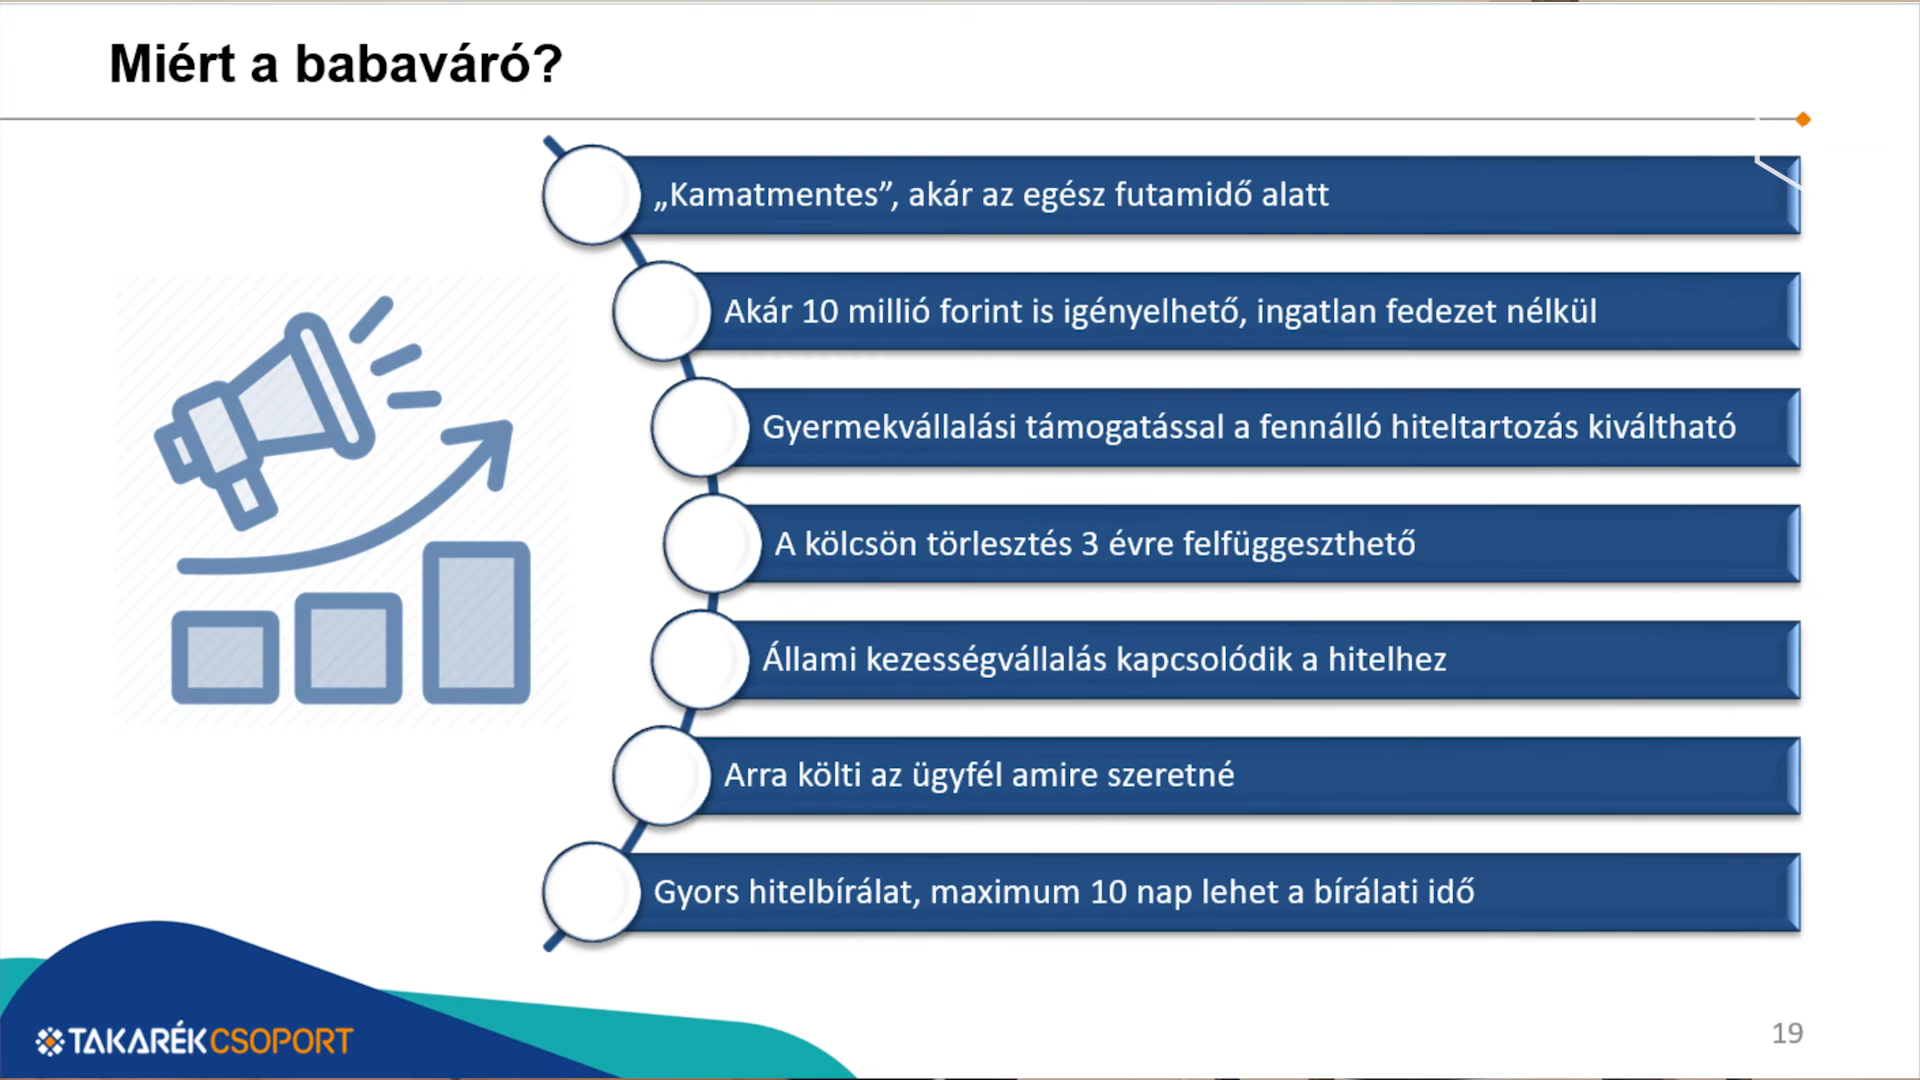 Miért a babaváró?
„Kamatmentes”, akár az egész futamidő alatt
Akár 10 millió forint is igényelhető, ingatlan fedezet nélkül
Gyermekvállalási támogatással a fennálló hiteltartozás kiváltható
A kölcsön törlesztés 3 évre felfüggeszthető
Állami kezességvállalás kapcsolódik a hitelhez
Arra költi az ügyfél amire szeretné
Gyors hitelbírálat, maximum 10 nap lehet a bírálati idő
TAKARÉKCSOPORT
19